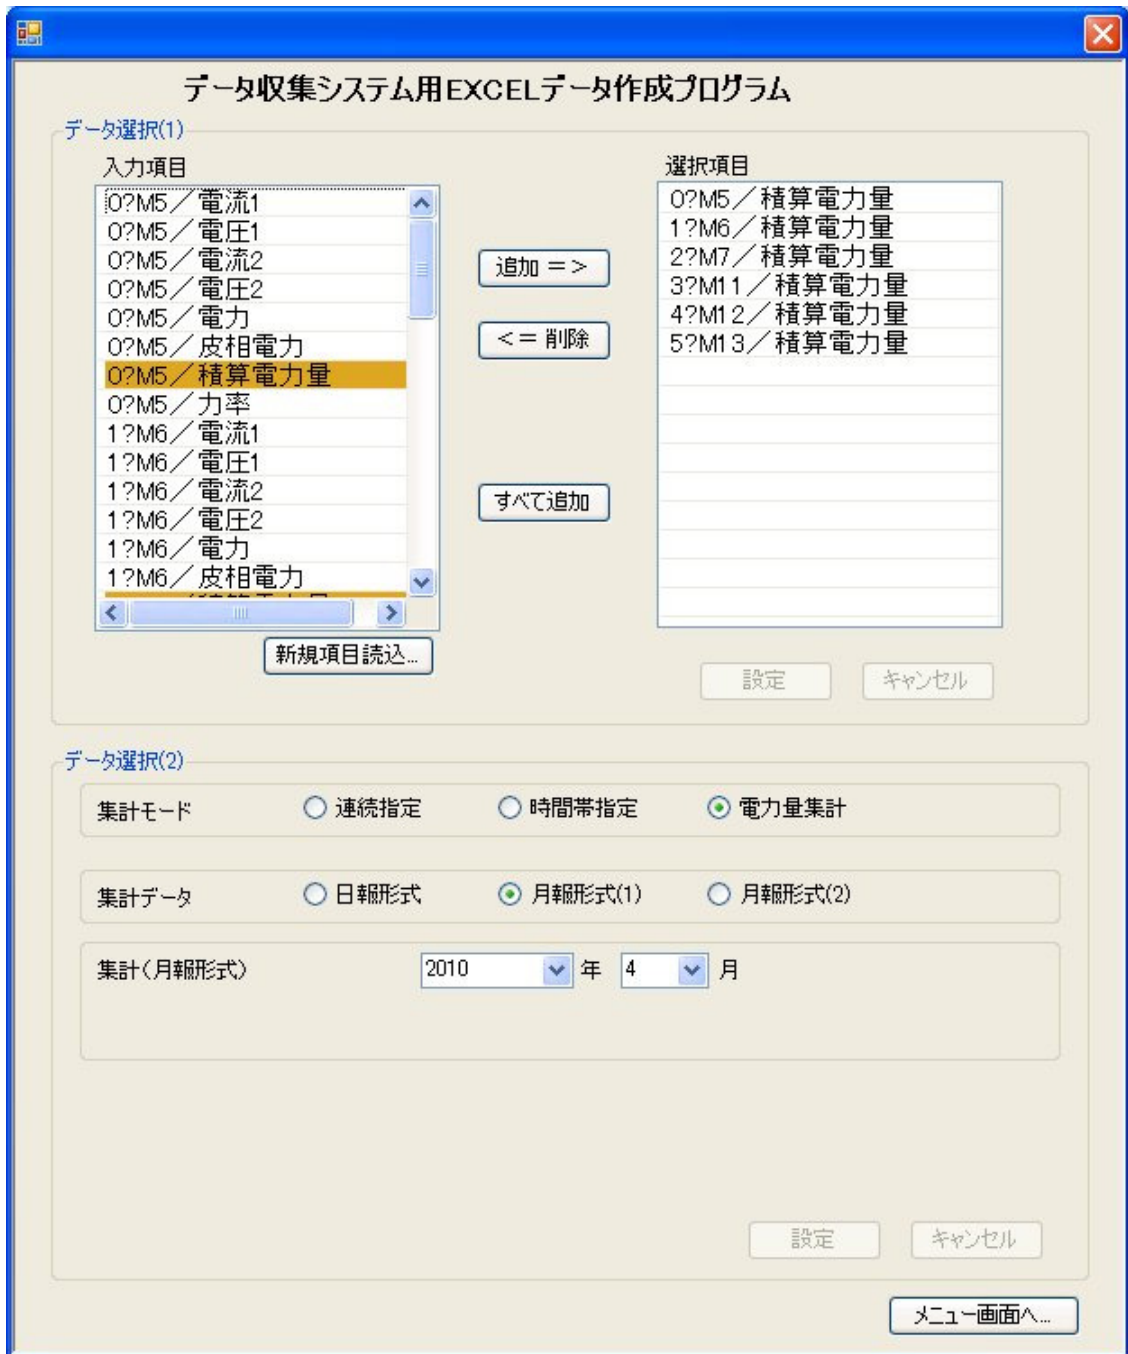 データ収集システム用EXCELデータ作成プログラム
データ選択(1)
入力項目
0?M5／電流1
0?M5／電圧1
0?M5／電流2
0?M5／電圧2
0?M5／電力
0?M5／皮相電力
0?M5／積算電力量
0?M5／力率
1?M6／電流1
1?M6／電圧1
1?M6／電流2
1?M6／電圧2
1?M6／電力
1?M6／皮相電力
新規項目読込...
追加 =>
<= 削除
すべて追加
選択項目
0?M5／積算電力量
1?M6／積算電力量
2?M7／積算電力量
3?M11／積算電力量
4?M12／積算電力量
5?M13／積算電力量
設定 キャンセル
データ選択(2)
集計モード 連続指定 時間帯指定 電力量集計
集計データ 日報形式 月報形式(1) 月報形式(2)
集計(月報形式) 2010 年 4 月
設定 キャンセル
メニュー画面へ...